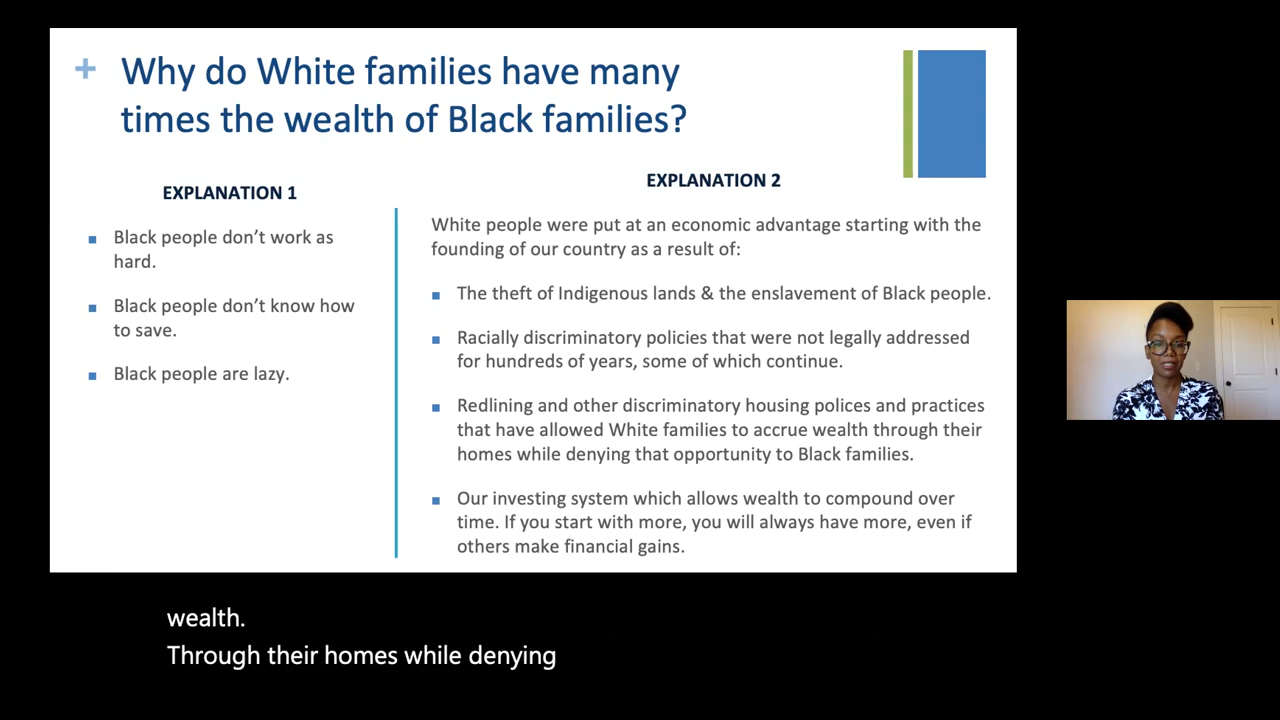 + Why do White families have many
times the wealth of Black families?
EXPLANATION 1
Black people don't work as
hard.
Black people don't know how
to save.
Black people are lazy.
EXPLANATION 2
White people were put at an economic advantage starting with the
founding of our country as a result of:
The theft of Indigenous lands & the enslavement of Black people.
Racially discriminatory policies that were not legally addressed
for hundreds of years, some of which continue.
Redlining and other discriminatory housing polices and practices
that have allowed White families to accrue wealth through their
homes while denying that opportunity to Black families.
Our investing system which allows wealth to compound over
time. If you start with more, you will always have more, even if
others make financial gains.
wealth.
Through their homes while denying